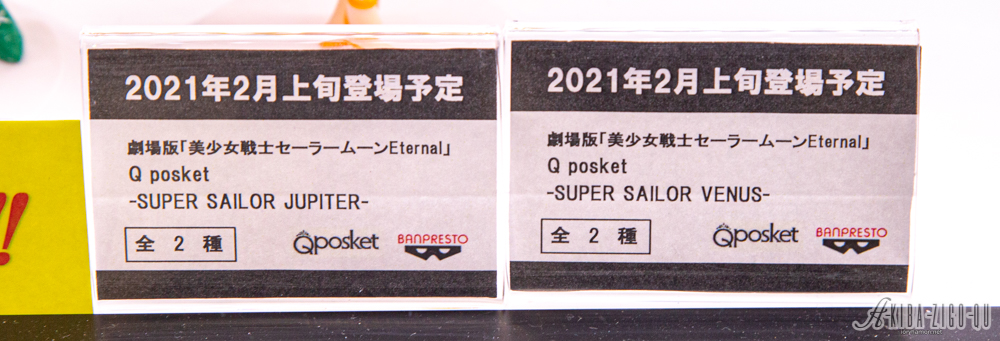 2021年2月上旬登場予定
劇場版「美少女戦士セーラームーンEternal」
Q posket
-SUPER SAILOR JUPITER-
全 2 種
Qposket
BANPRESTO
2021年2月上旬登場予定
劇場版「美少女戦士セーラームーンEternal」
Q posket
-SUPER SAILOR VENUS-
全 2 種
Qposket
BANPRESTO
!!
AKIBA-ZIGO-QU